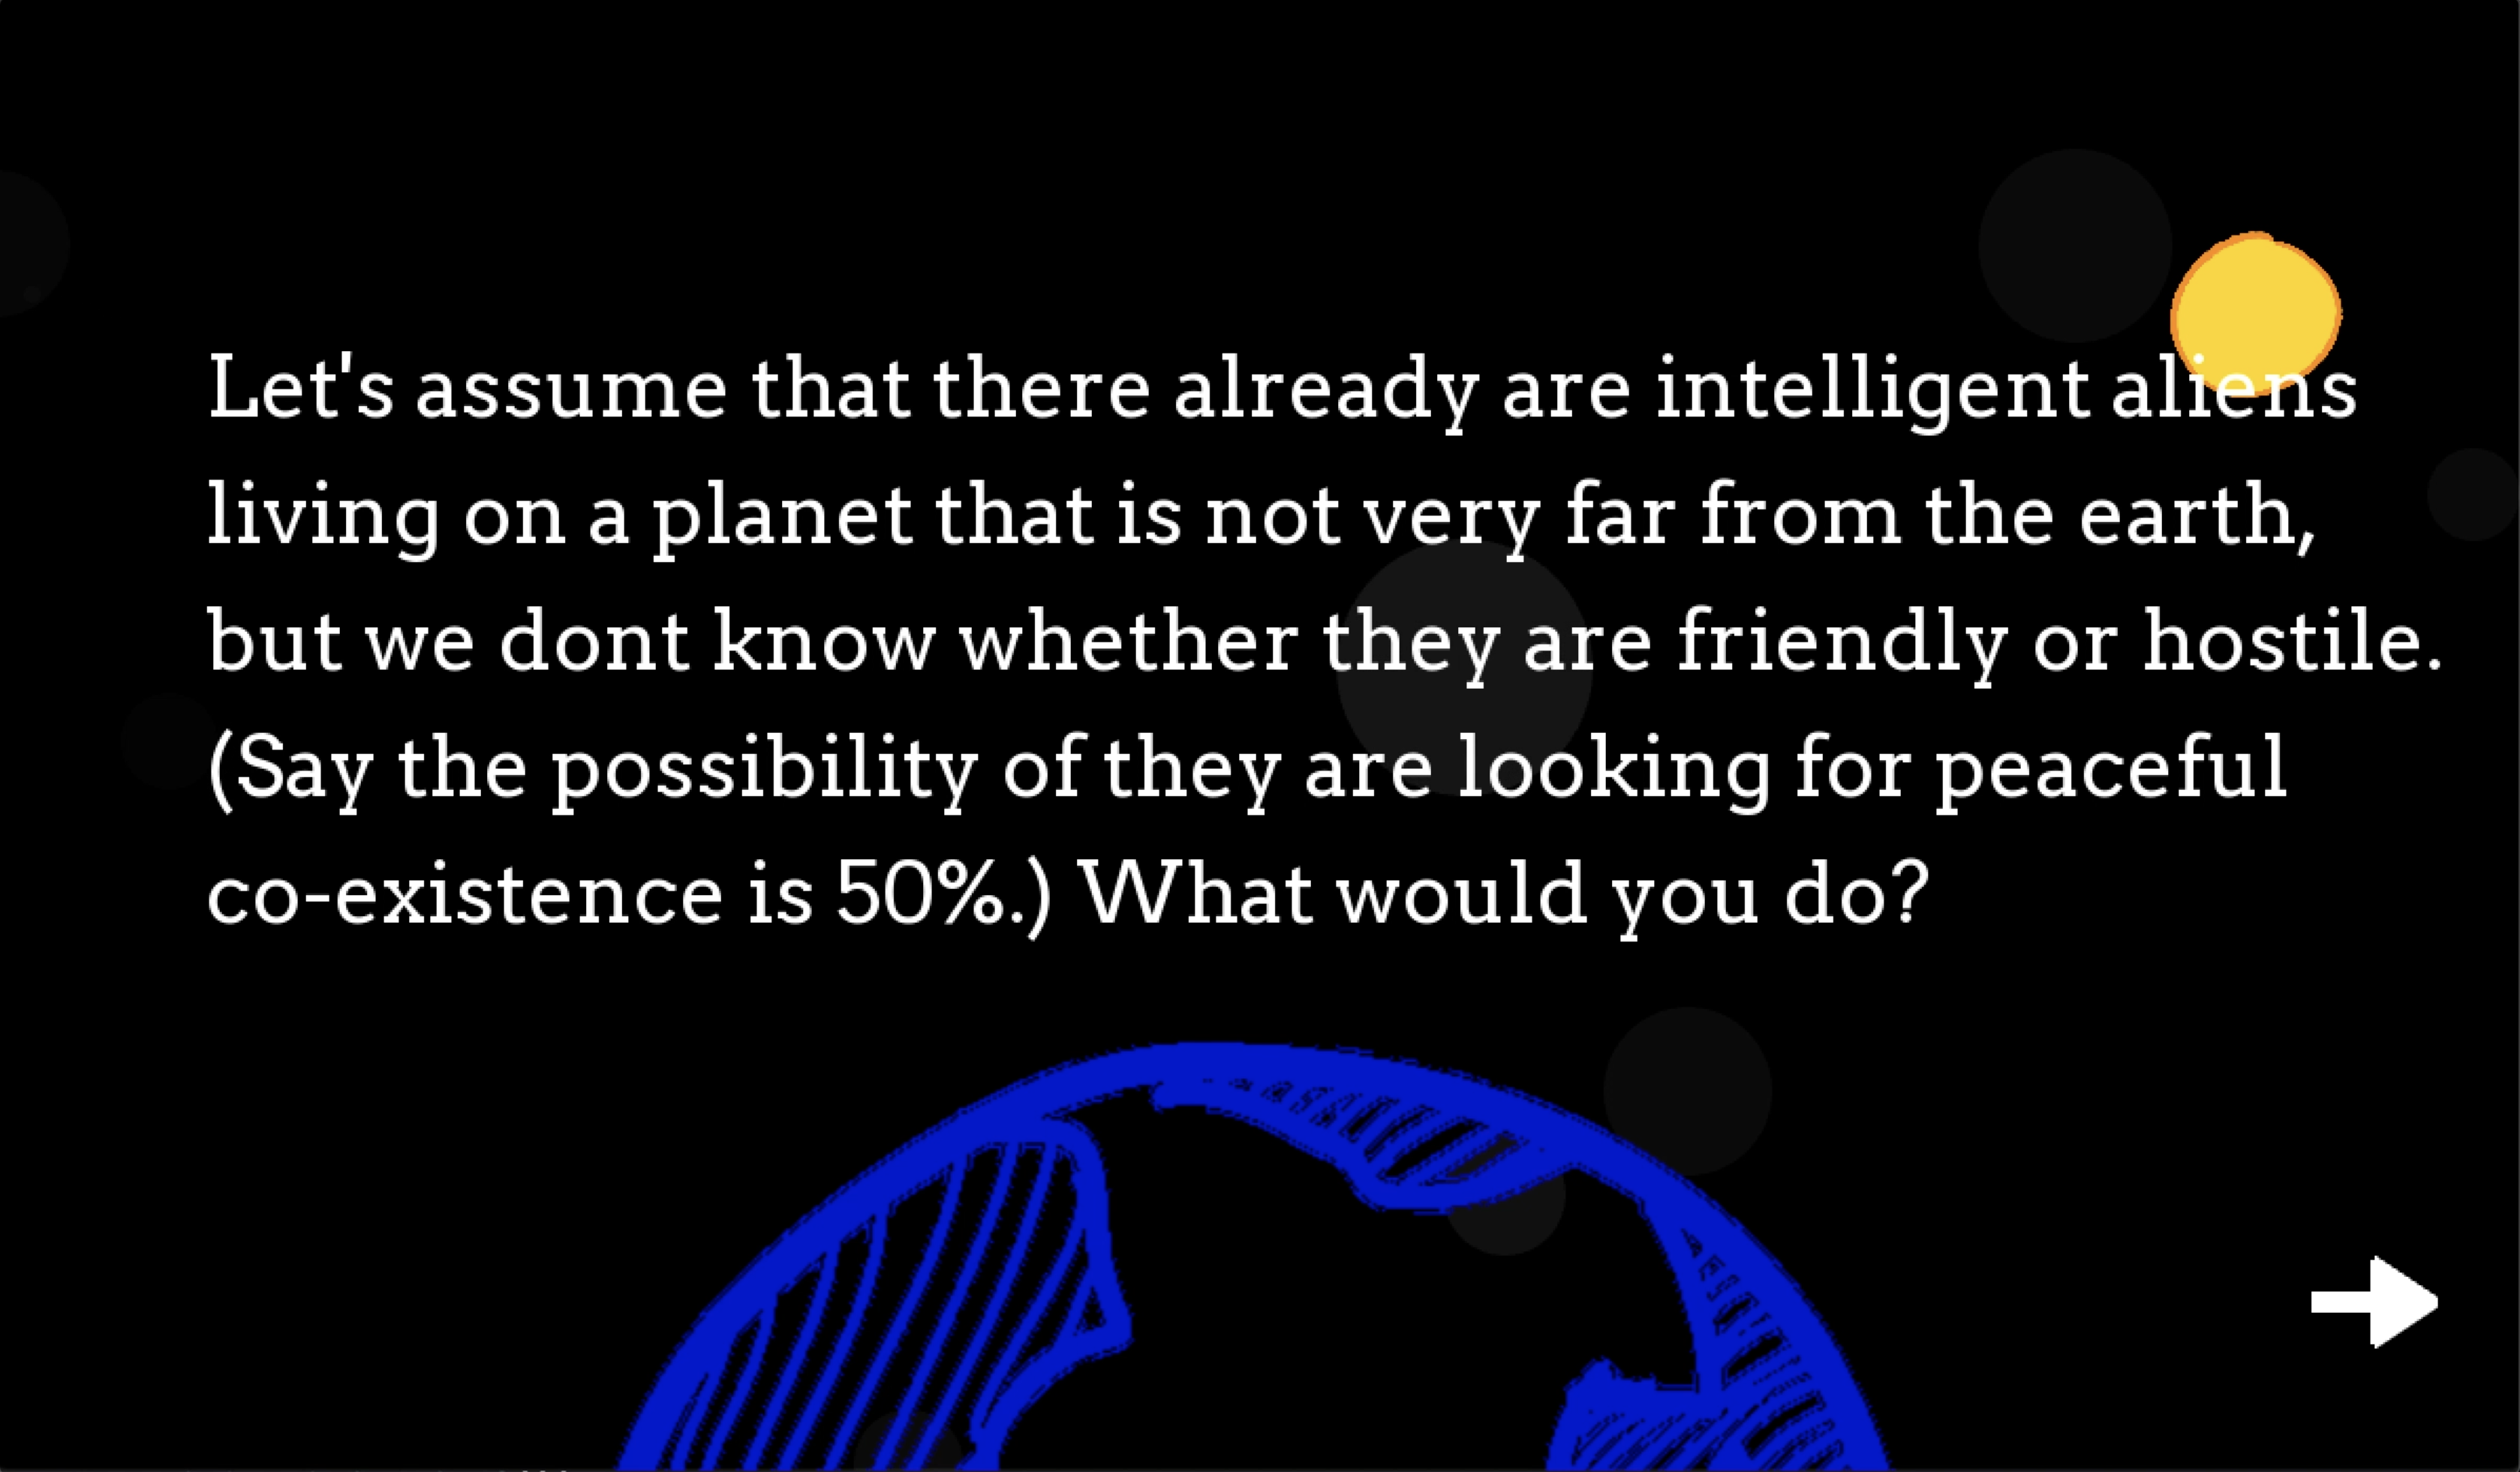 Let's assume that there already are intelligent aliens
living on a planet that is not very far from the earth,
but we dont know whether they are friendly or hostile.
(Say the possibility of they are looking for peaceful
co-existence is 50%.) What would you do?